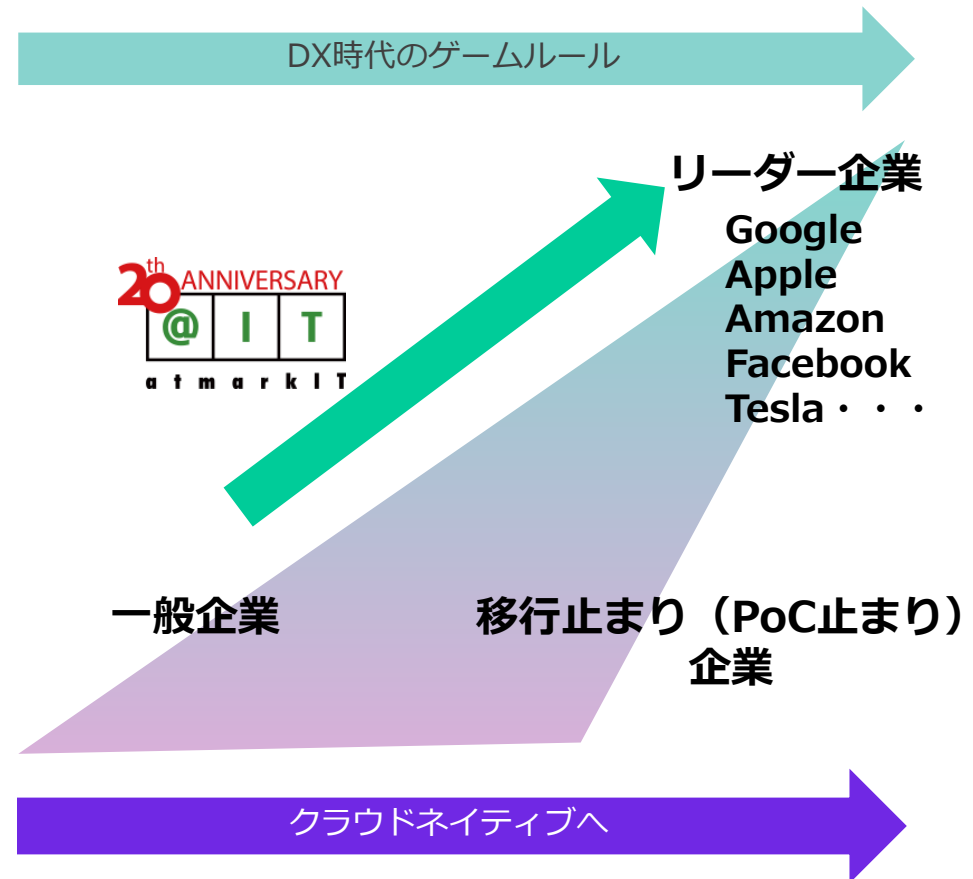 DX時代のゲームルール
リーダー企業
Google
Apple
Amazon
Facebook
Tesla・・・
20th ANNIVERSARY
@IT
atmarkIT
一般企業
移行止まり（PoC止まり）
企業
クラウドネイティブへ